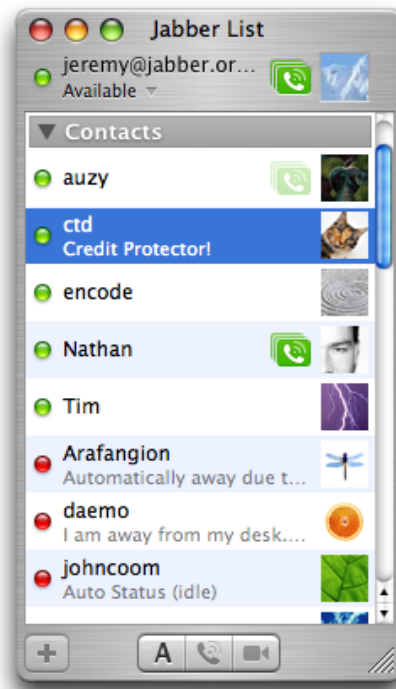 Jabber List
jeremy@jabber.or...
Available
Contacts
auzy
ctd
Credit Protector!
encode
Nathan
Tim
Arafangion
Automatically away due t...
daemo
I am away from my desk....
johncoom
Auto Status (idle)
A